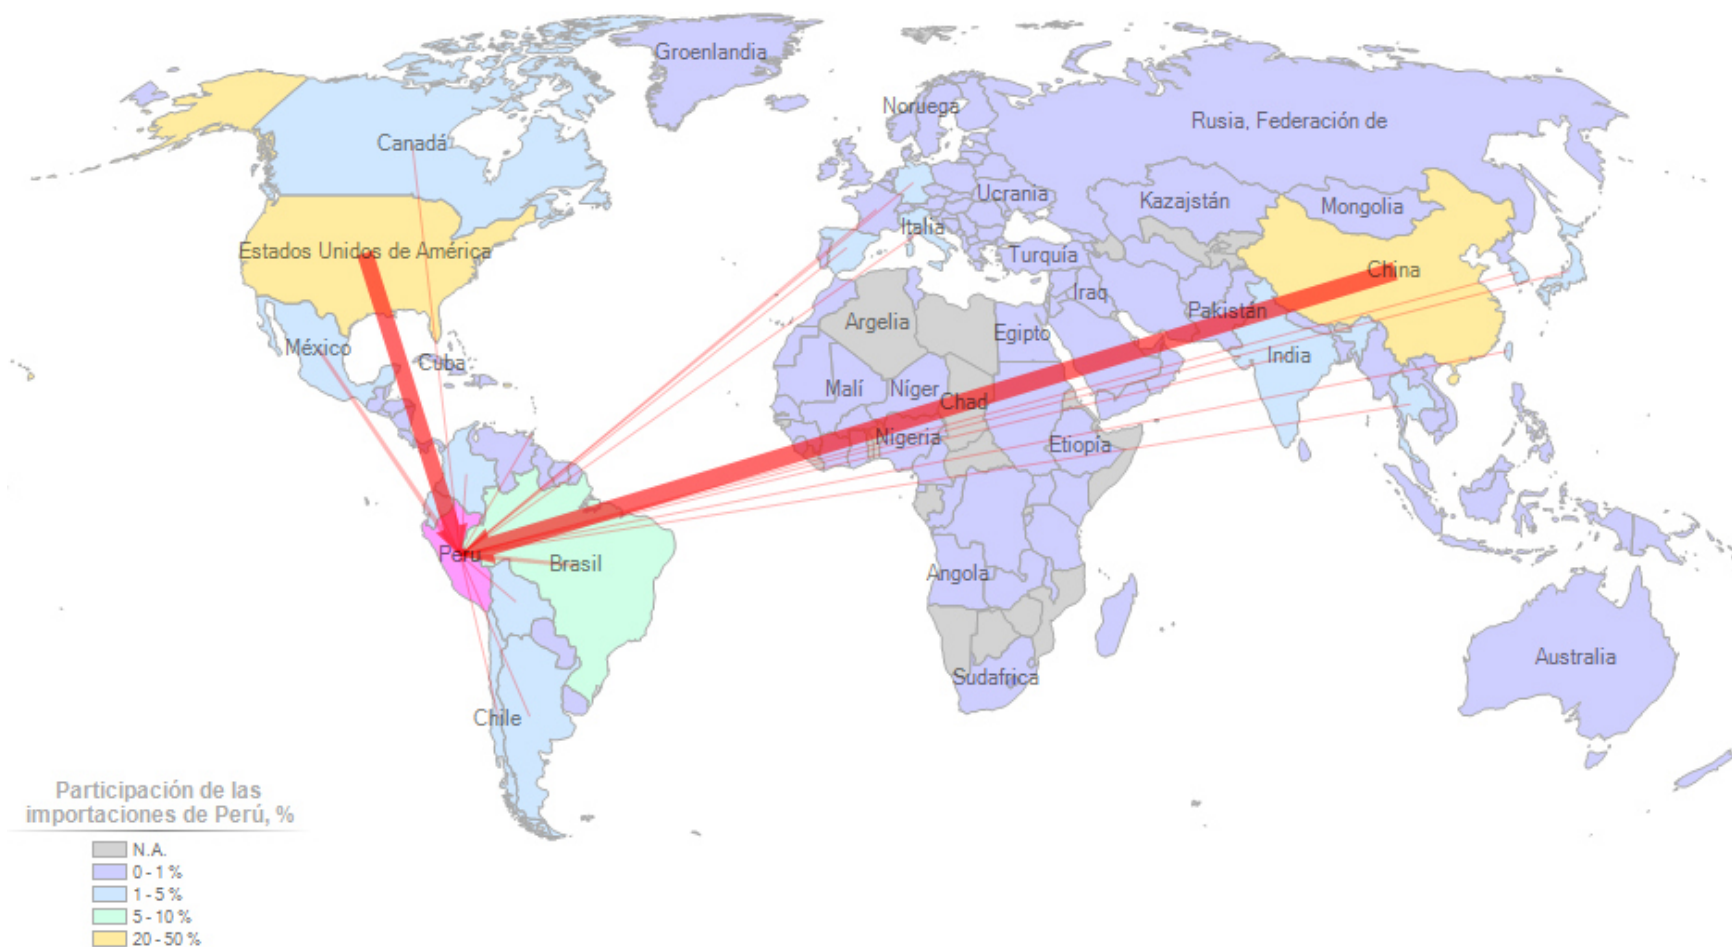 Groenlandia
Noruega
Rusia, Federación de
Canadá
Ucrania
Kazajstán
Mongolia
Italia
Estados Unidos de América
Turquía
China
Iraq
Pakistán
Argelia
Egipto
México
Cuba
India
Malí
Níger
Chad
Nigeria
Etiopía
Perú
Brasil
Angola
Australia
Sudafrica
Chile
Participación de las
importaciones de Perú, %
N.A.
0 - 1 %
1 - 5 %
5 - 10 %
20 - 50 %